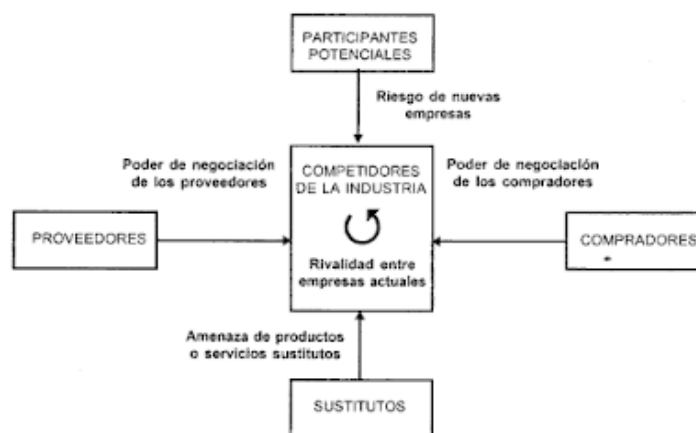 PARTICIPANTES
POTENCIALES
Riesgo de nuevas
empresas
Poder de negociación
de los proveedores
COMPETIDORES
DE LA INDUSTRIA
Poder de negociación
de los compradores
PROVEEDORES
Rivalidad entre
empresas actuales
COMPRADORES
Amenaza de productos
o servicios sustitutos
SUSTITUTOS